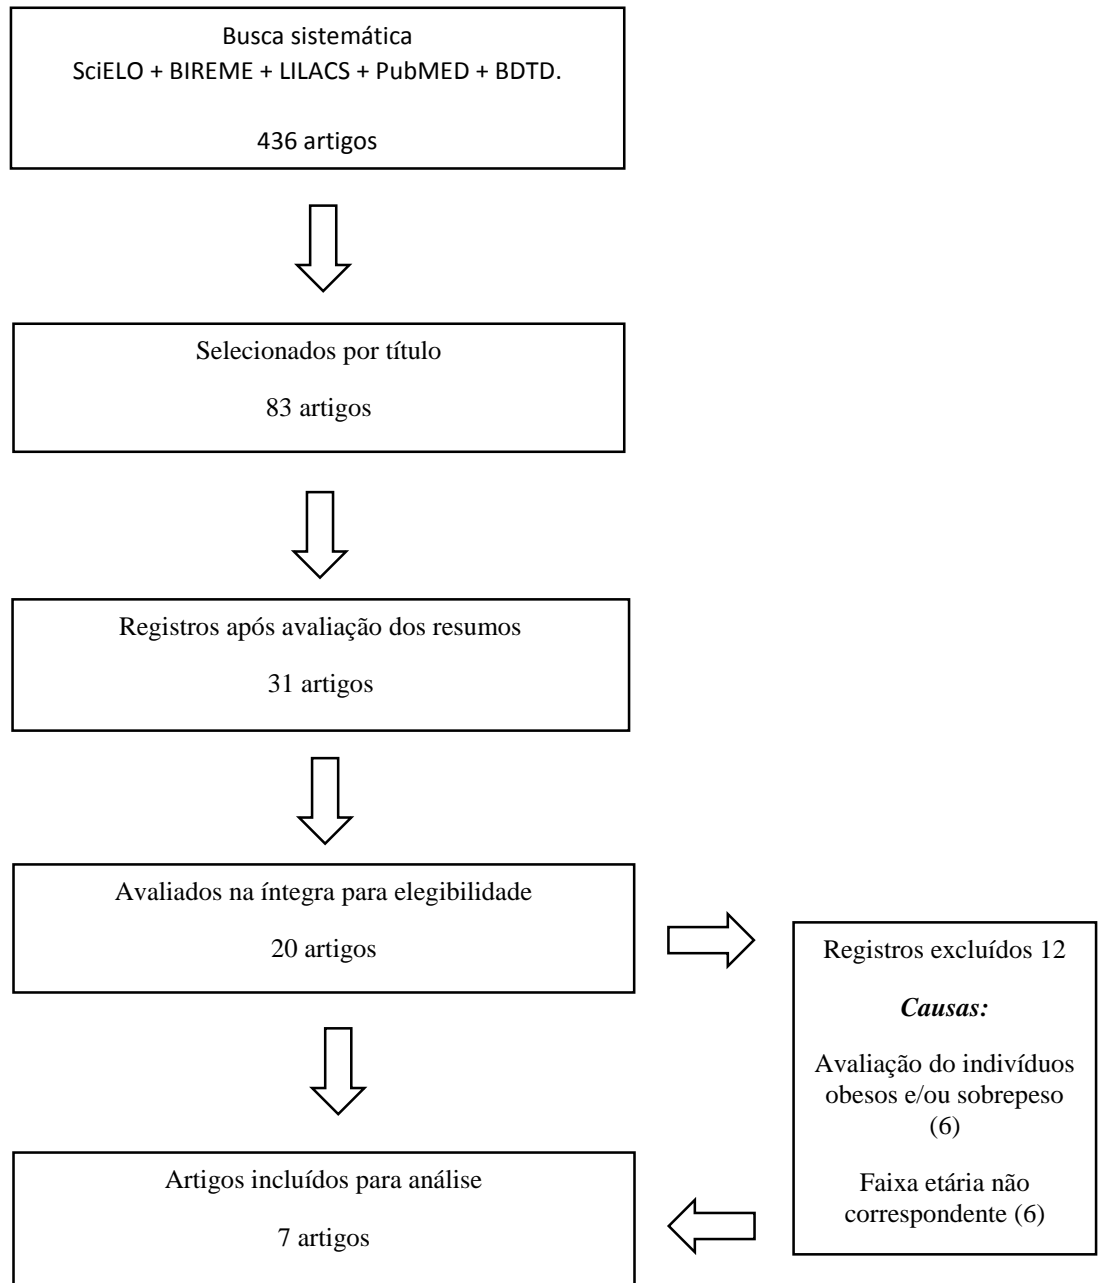 Busca sistemática
SciELO + BIREME + LILACS + PubMED + BDTD.
436 artigos
Selecionados por título
83 artigos
Registros após avaliação dos resumos
31 artigos
Avaliados na íntegra para elegibilidade
20 artigos
Registros excluídos 12
Causas:
Avaliação do indivíduos
obesos e/ou sobrepeso
(6)
Faixa etária não
correspondente (6)
Artigos incluídos para análise
7 artigos